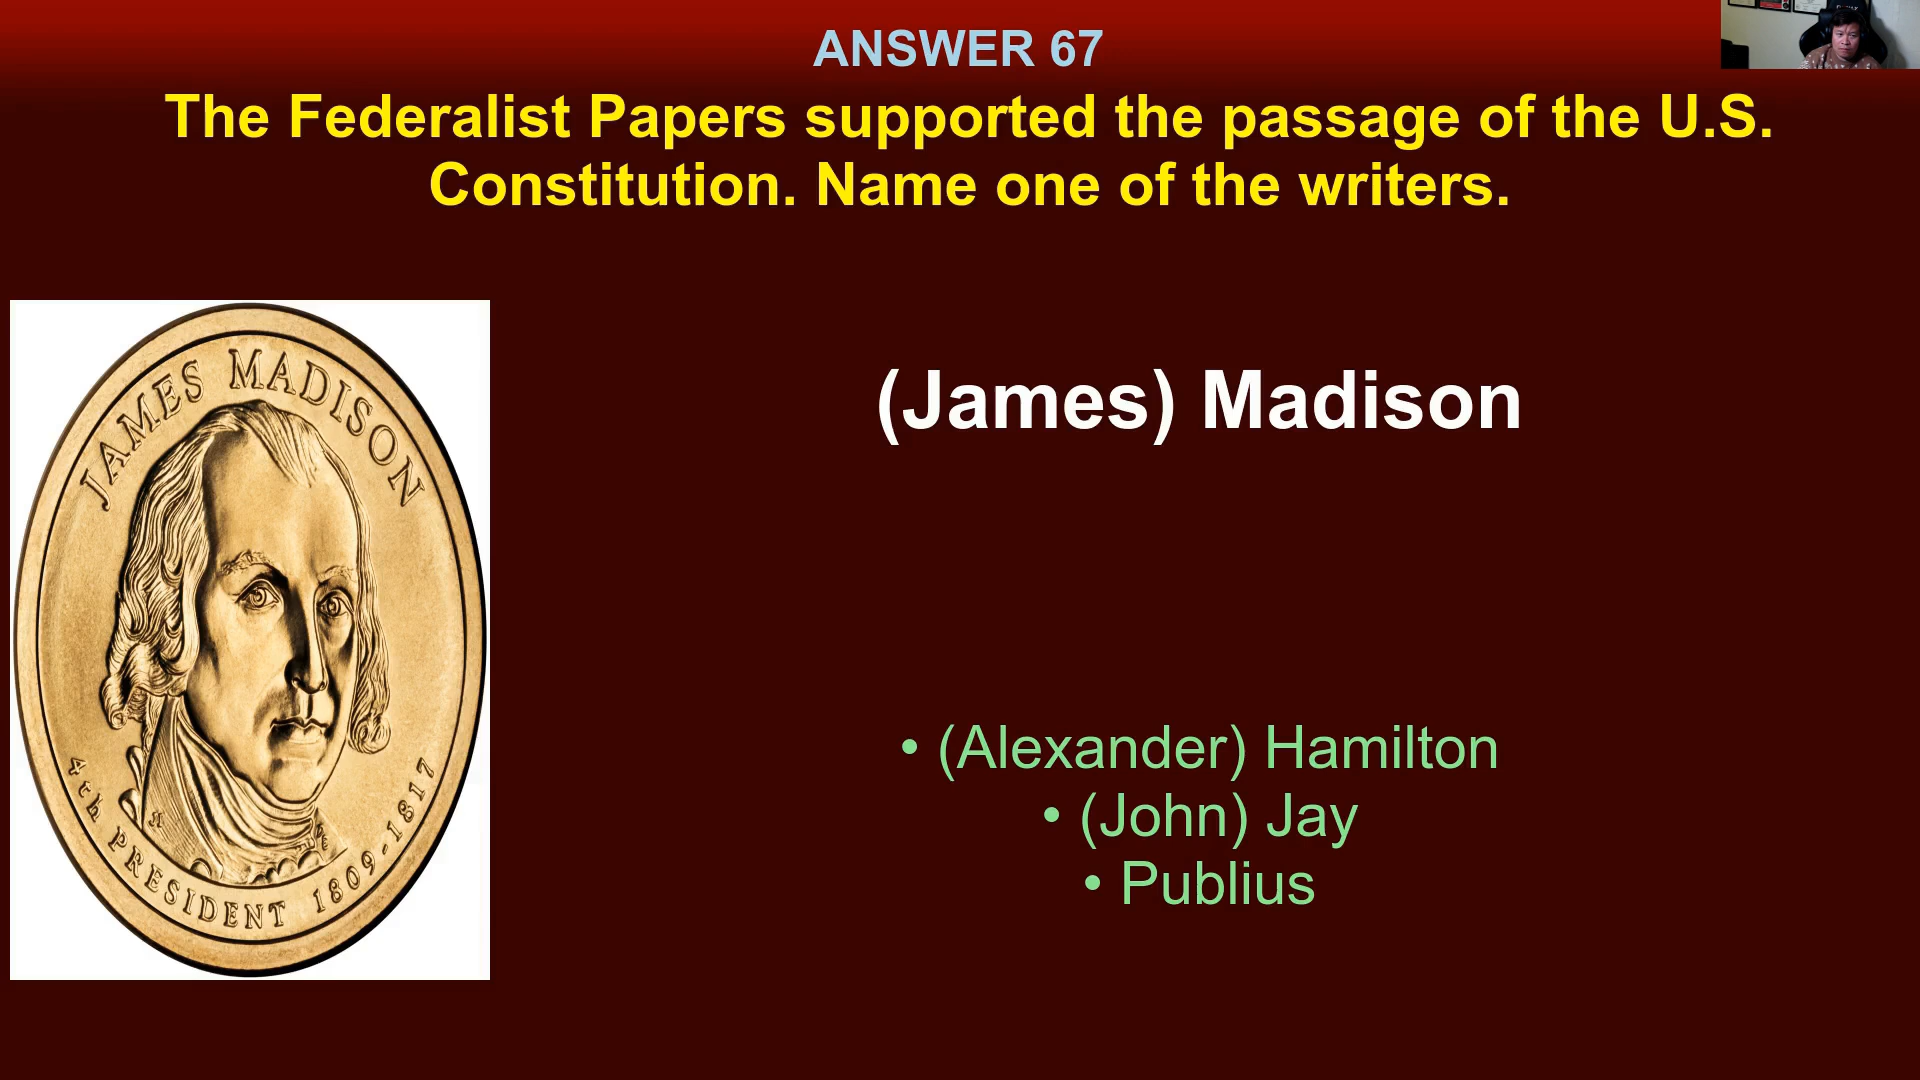 ANSWER 67
The Federalist Papers supported the passage of the U.S.
Constitution. Name one of the writers.
JAMES MADISON
4th PRESIDENT 1809-1817
(James) Madison
• (Alexander) Hamilton
• (John) Jay
• Publius